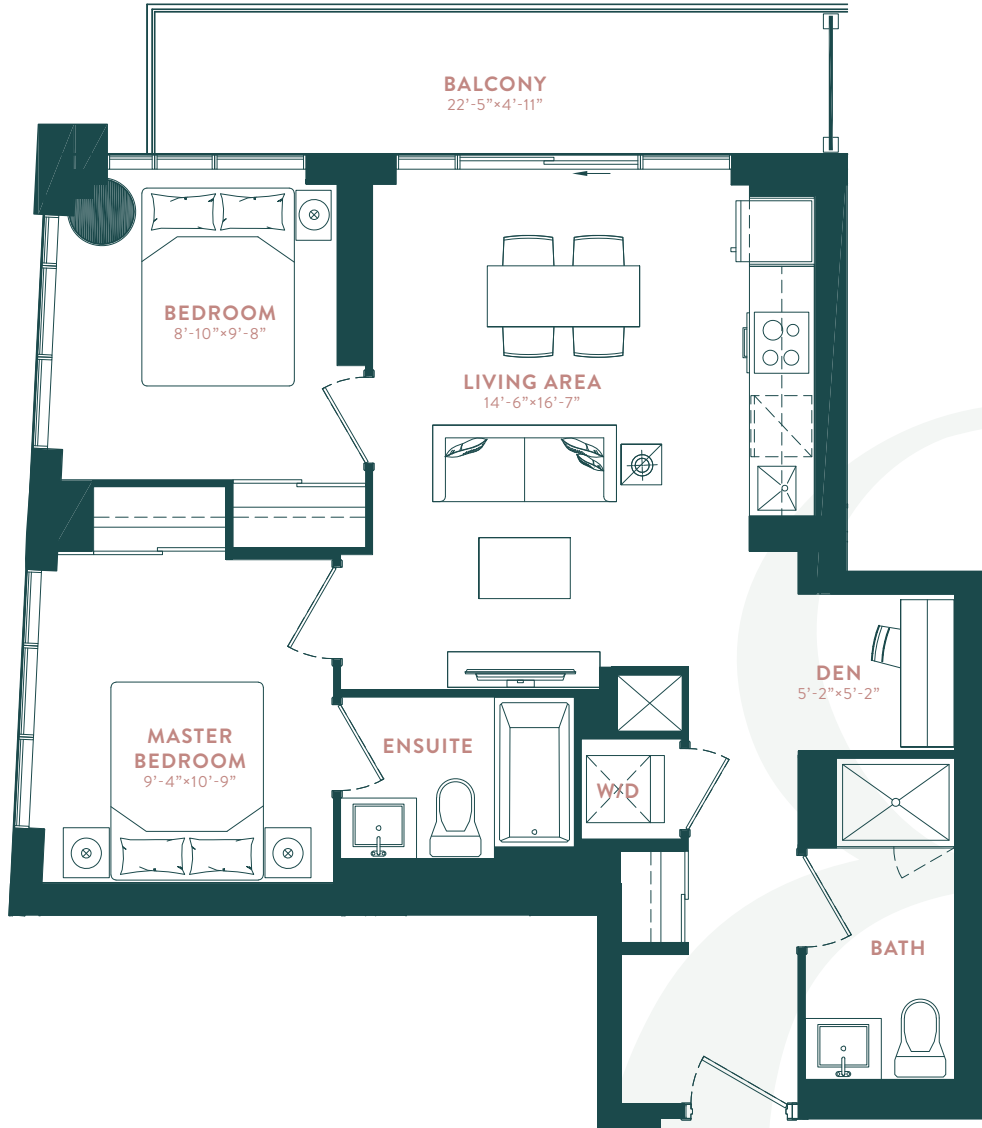 BALCONY
22’-5”×4’-11”
BEDROOM
8’-10”×9’-8”
LIVING AREA
14’-6”×16’-7”
DEN
5’-2”×5’-2”
MASTER
BEDROOM
9’-4”×10’-9”
ENSUITE
W/D
BATH